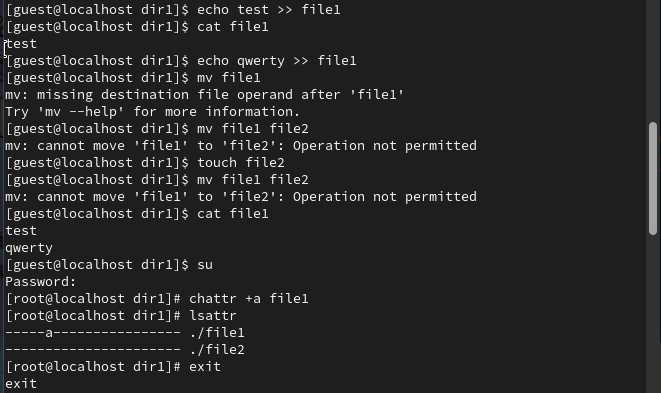 [guest@localhost dir1]$ echo test >> file1
[guest@localhost dir1]$ cat file1
test
[guest@localhost dir1]$ echo qwerty >> file1
[guest@localhost dir1]$ mv file1
mv: missing destination file operand after 'file1'
Try 'mv --help' for more information.
[guest@localhost dir1]$ mv file1 file2
mv: cannot move 'file1' to 'file2': Operation not permitted
[guest@localhost dir1]$ touch file2
[guest@localhost dir1]$ mv file1 file2
mv: cannot move 'file1' to 'file2': Operation not permitted
[guest@localhost dir1]$ cat file1
test
qwerty
[guest@localhost dir1]$ su
Password:
[root@localhost dir1]# chattr +a file1
[root@localhost dir1]# lsattr
-----a---------------- ./file1
---------------------- ./file2
[root@localhost dir1]# exit
exit